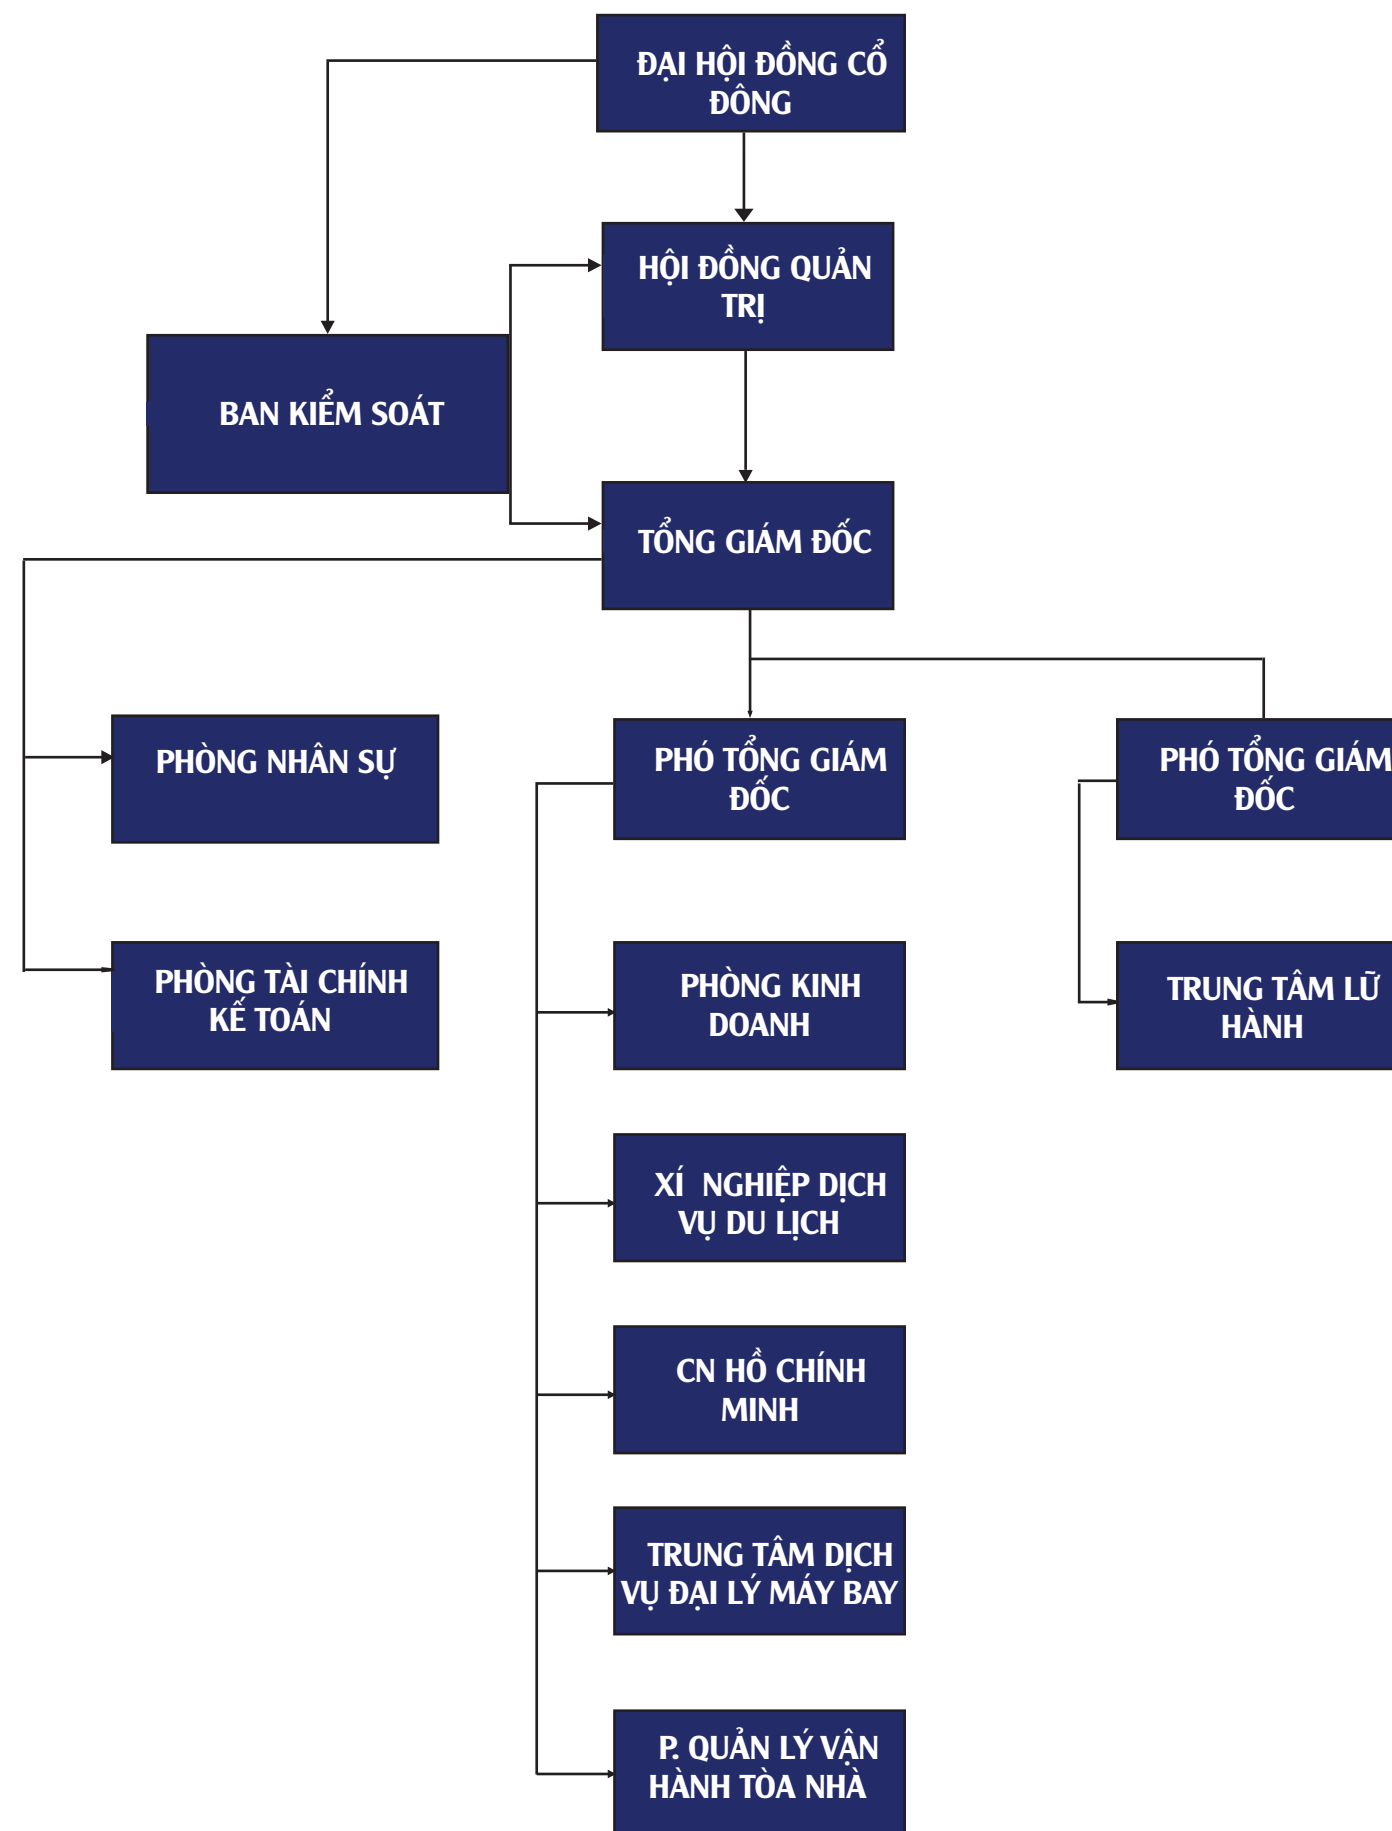 ĐẠI HỘI ĐỒNG CỔ
ĐÔNG
HỘI ĐỒNG QUẢN
TRỊ
BAN KIỂM SOÁT
TỔNG GIÁM ĐỐC
PHÒNG NHÂN SỰ
PHÓ TỔNG GIÁM
ĐỐC
PHÓ TỔNG GIÁM
ĐỐC
PHÒNG TÀI CHÍNH
KẾ TOÁN
PHÒNG KINH
DOANH
TRUNG TÂM LỮ
HÀNH
XÍ NGHIỆP DỊCH
VỤ DU LỊCH
CN HỒ CHÍNH
MINH
TRUNG TÂM DỊCH
VỤ ĐẠI LÝ MÁY BAY
P. QUẢN LÝ VẬN
HÀNH TÒA NHÀ